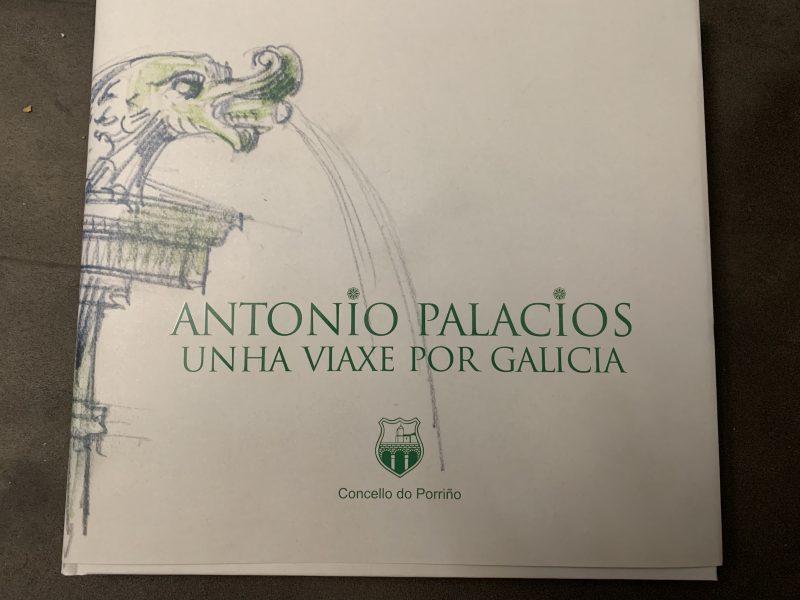 ANTONIO PALACIOS
UNHA VIAXE POR GALICIA
Concello do Porriño